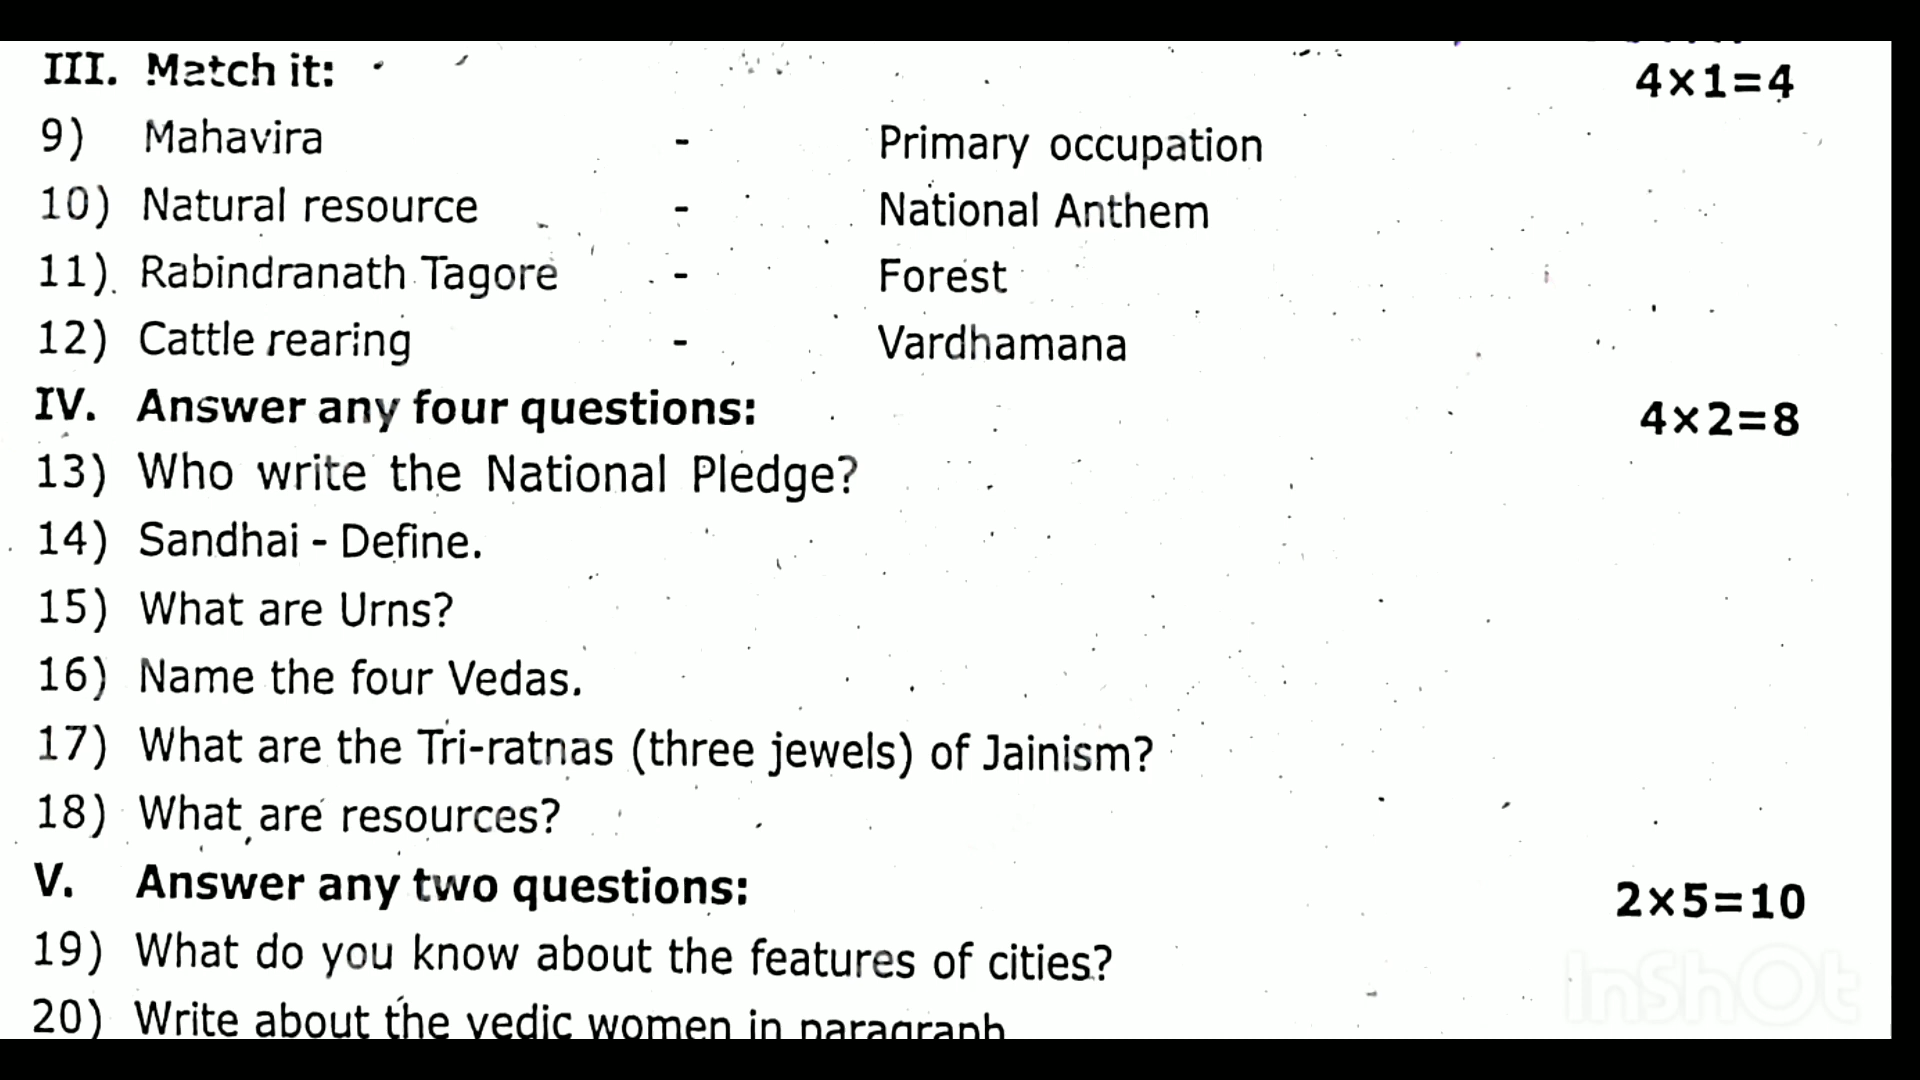 III. Match it: 4×1=4
9) Mahavira - Primary occupation
10) Natural resource - National Anthem
11) Rabindranath Tagore - Forest
12) Cattle rearing - Vardhamana
IV. Answer any four questions: 4×2=8
13) Who write the National Pledge?
14) Sandhai - Define.
15) What are Urns?
16) Name the four Vedas.
17) What are the Tri-ratnas (three jewels) of Jainism?
18) What are resources?
V. Answer any two questions: 2×5=10
19) What do you know about the features of cities?
20) Write about the vedic women in paragraph
InShOt